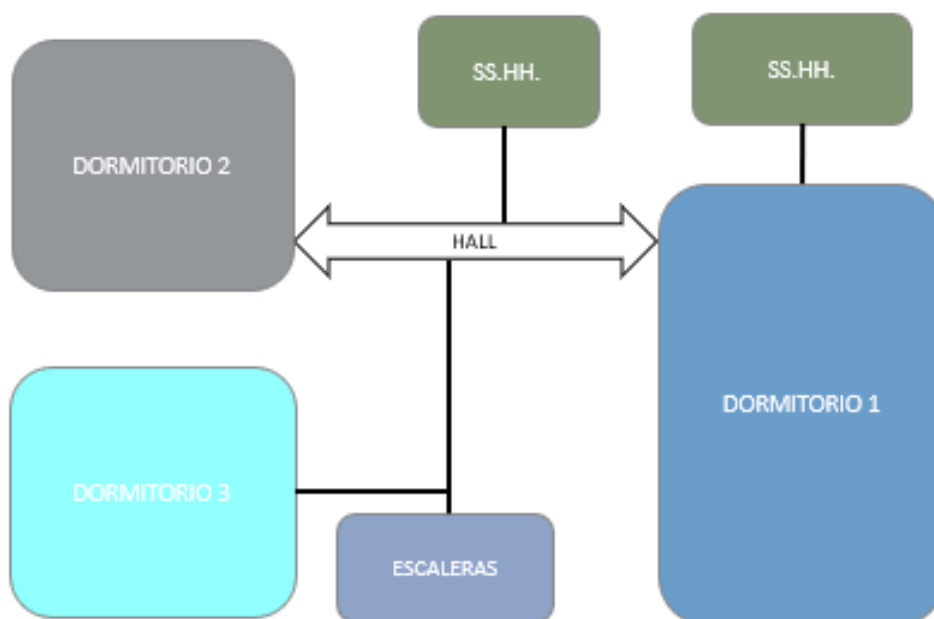 SS.HH.
SS.HH.
DORMITORIO 2
HALL
DORMITORIO 1
DORMITORIO 3
ESCALERAS